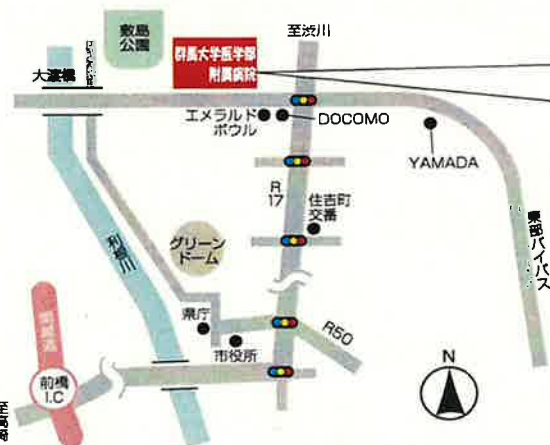 敷島
公園
至渋川
群馬大学医学部
附属病院
大渡橋
エメラルド
ボウル
DOCOMO
YAMADA
R
17
住吉町
交番
東部バイパス
利根川
グリーン
ドーム
県庁
市役所
R50
N
関越道
前橋
I.C
至高崎